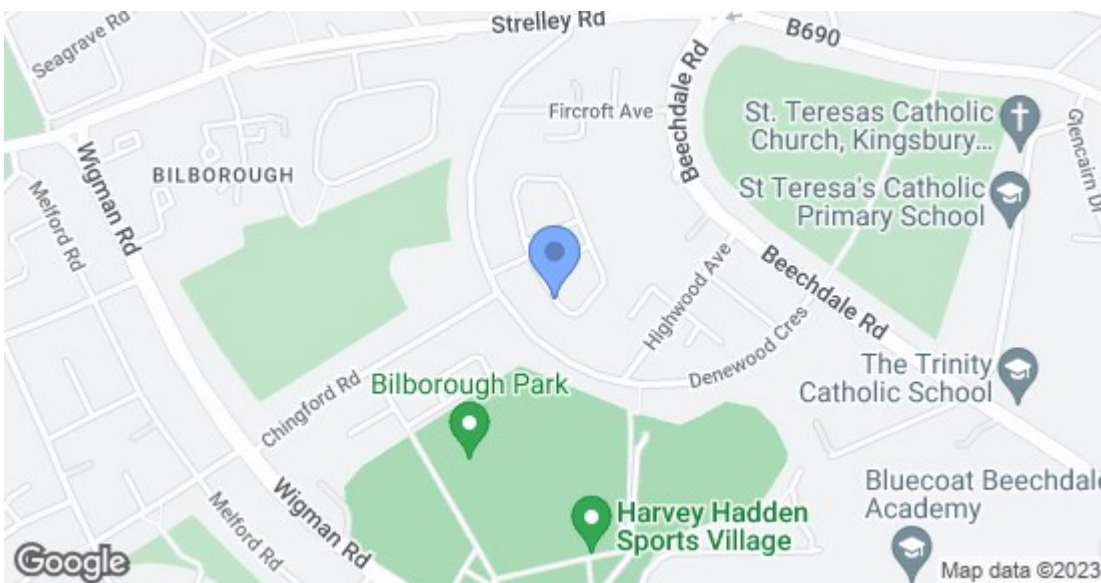 Strelley Rd
B690
Seagrave Rd
Fircroft Ave
Beechdale Rd
St. Teresas Catholic
Church, Kingsbury...
Glencairn Dr
BILBOROUGH
Wigman Rd
Melford Rd
St Teresa's Catholic
Primary School
Highwood Ave
Beechdale Rd
Denewood Cres
The Trinity
Catholic School
Bilborough Park
Chingford Rd
Wigman Rd
Melford Rd
Harvey Hadden
Sports Village
Bluecoat Beechdale
Academy
Google
Map data ©2023